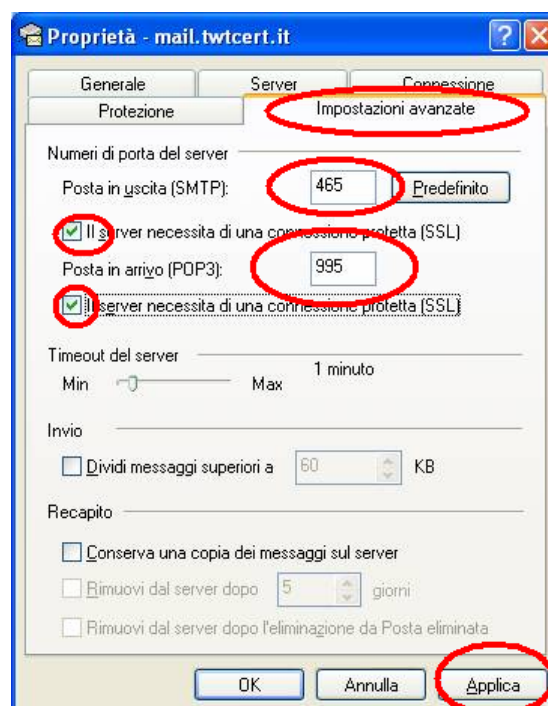 Proprietà - mail.twtcert.it
Generale Server Connessione
Protezione Impostazioni avanzate
Numeri di porta del server
Posta in uscita (SMTP): 465 Predefinito
Il server necessita di una connessione protetta (SSL)
Posta in arrivo (POP3): 995
Il server necessita di una connessione protetta (SSL)
Timeout del server
Min Max 1 minuto
Invio
Dividi messaggi superiori a 60 KB
Recapito
Conserva una copia dei messaggi sul server
Rimuovi dal server dopo 5 giorni
Rimuovi dal server dopo l'eliminazione da Posta eliminata
OK Annulla Applica